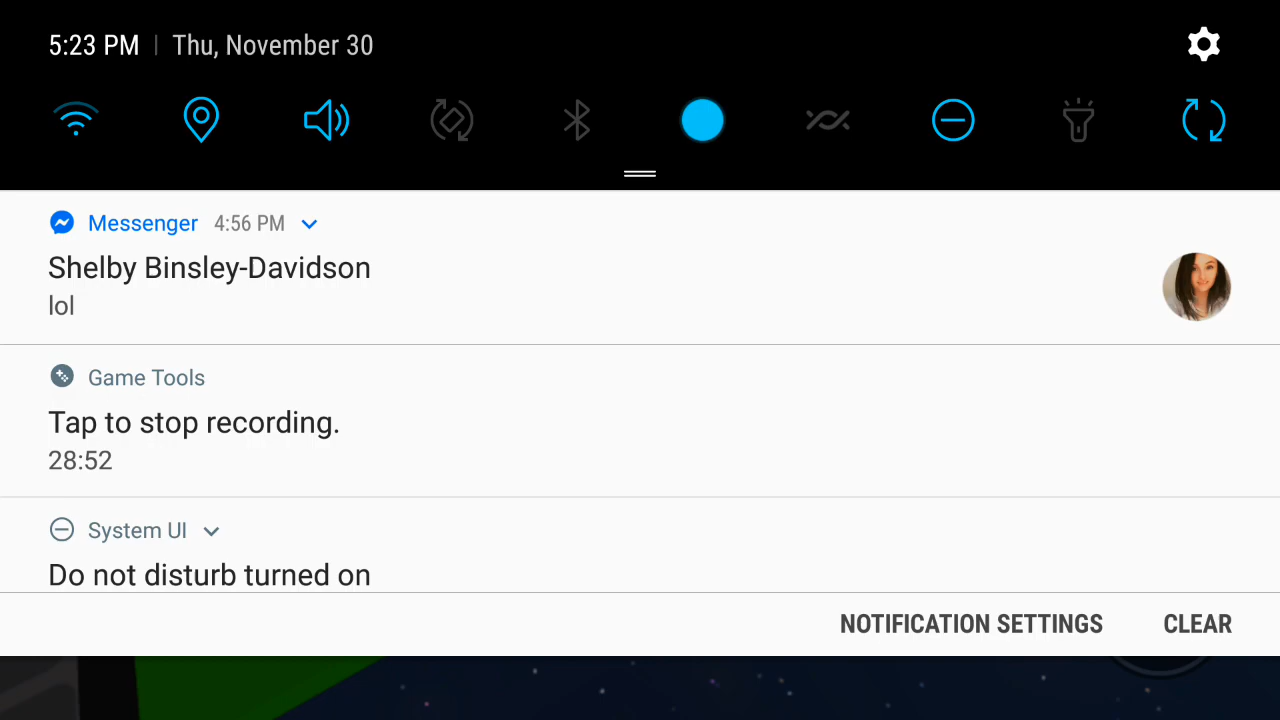 5:23 PM | Thu, November 30
Messenger 4:56 PM
Shelby Binsley-Davidson
lol
Game Tools
Tap to stop recording.
28:52
System UI
Do not disturb turned on
NOTIFICATION SETTINGS CLEAR